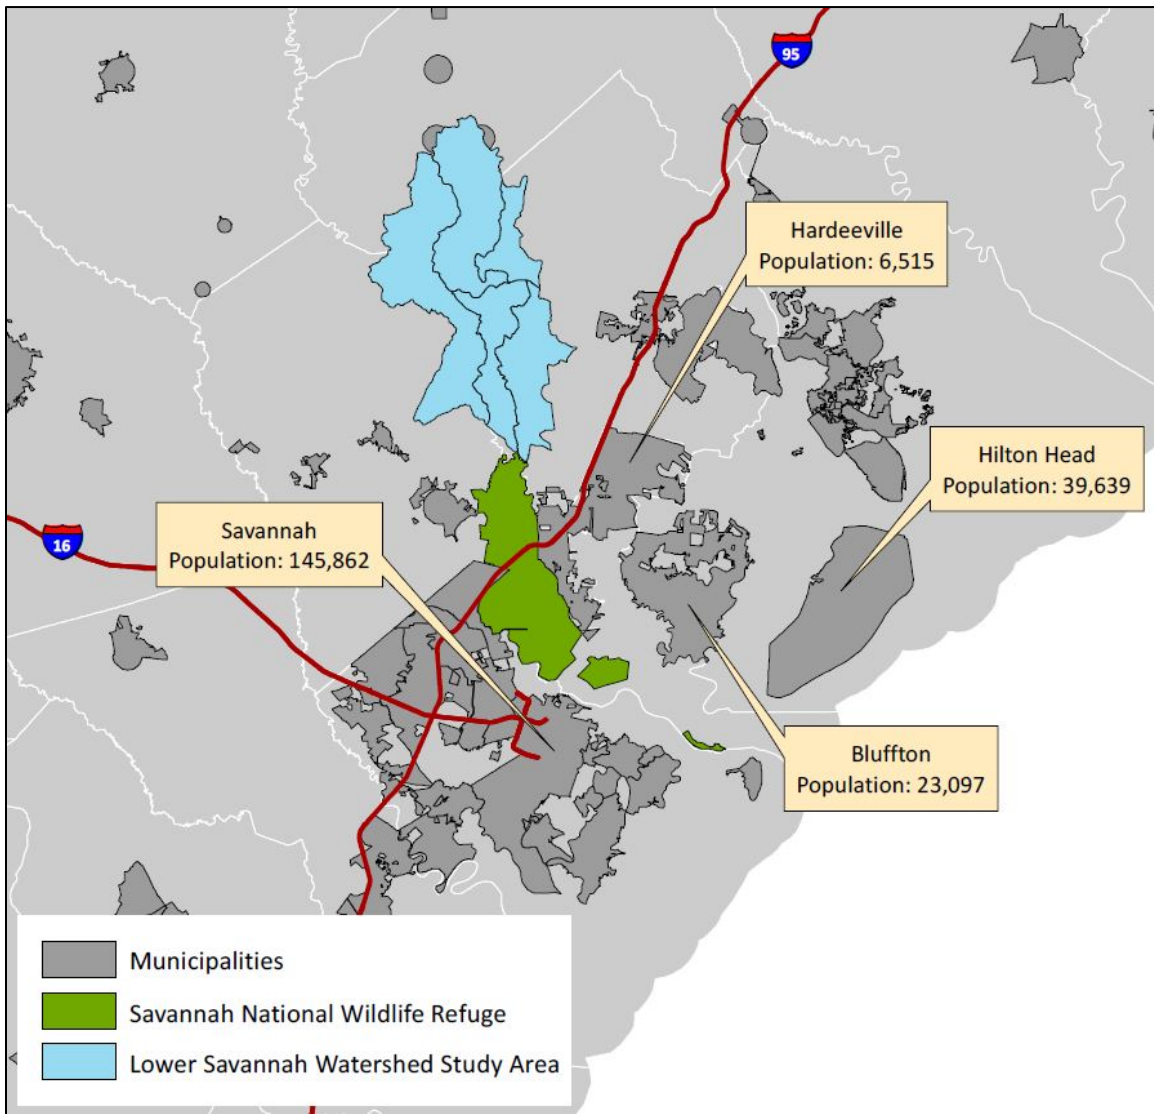 95
Hardeeville
Population: 6,515
Hilton Head
Population: 39,639
16
Savannah
Population: 145,862
Bluffton
Population: 23,097
Municipalities
Savannah National Wildlife Refuge
Lower Savannah Watershed Study Area